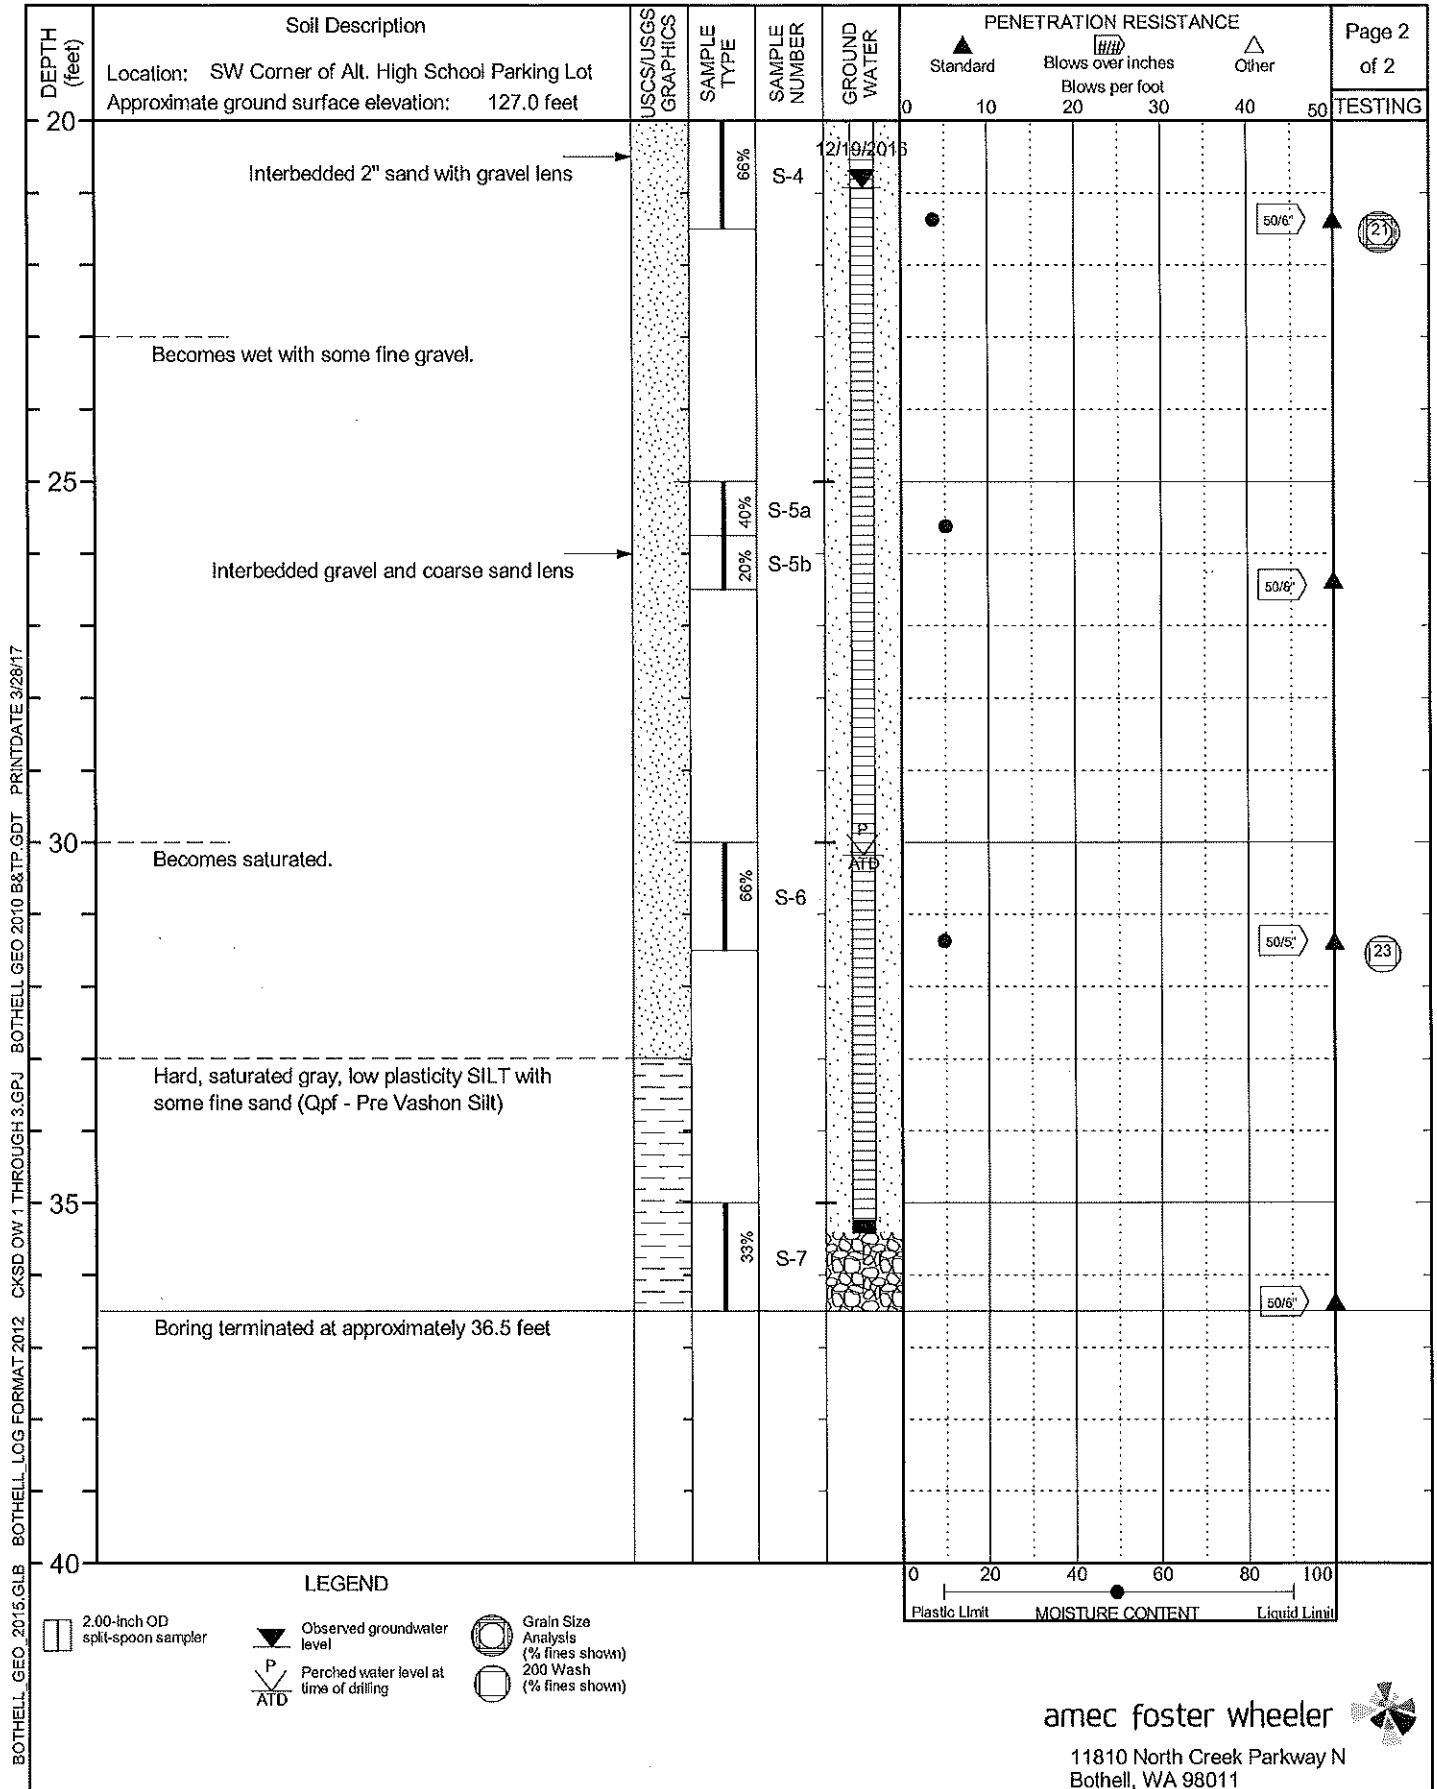 DEPTH
(feet)
Soil Description
Location: SW Corner of Alt. High School Parking Lot
Approximate ground surface elevation: 127.0 feet
USCS/USGS
GRAPHICS
SAMPLE
TYPE
SAMPLE
NUMBER
GROUND
WATER
PENETRATION RESISTANCE
Standard
##/#
Blows over inches
Other
Blows per foot
0 10 20 30 40 50
Page 2
of 2
TESTING
20
12/19/2016
Interbedded 2" sand with gravel lens
66%
S-4
50/6"
21
Becomes wet with some fine gravel.
25
40%
S-5a
20%
S-5b
Interbedded gravel and coarse sand lens
50/6"
30
P
ATD
Becomes saturated.
66%
S-6
50/5"
23
Hard, saturated gray, low plasticity SILT with
some fine sand (Qpf - Pre Vashon Silt)
35
33%
S-7
50/6"
Boring terminated at approximately 36.5 feet
40
0 20 40 60 80 100
Plastic Limit MOISTURE CONTENT Liquid Limit
LEGEND
2.00-inch OD
split-spoon sampler
Observed groundwater
level
P
ATD
Perched water level at
time of drilling
Grain Size
Analysis
(% fines shown)
200 Wash
(% fines shown)
amec foster wheeler
11810 North Creek Parkway N
Bothell, WA 98011
BOTHELL_GEO_2015.GLB BOTHELL_LOG FORMAT 2012 CKSD OW 1 THROUGH 3.GPJ BOTHELL GEO 2010 B&TP.GDT PRINTDATE 3/28/17